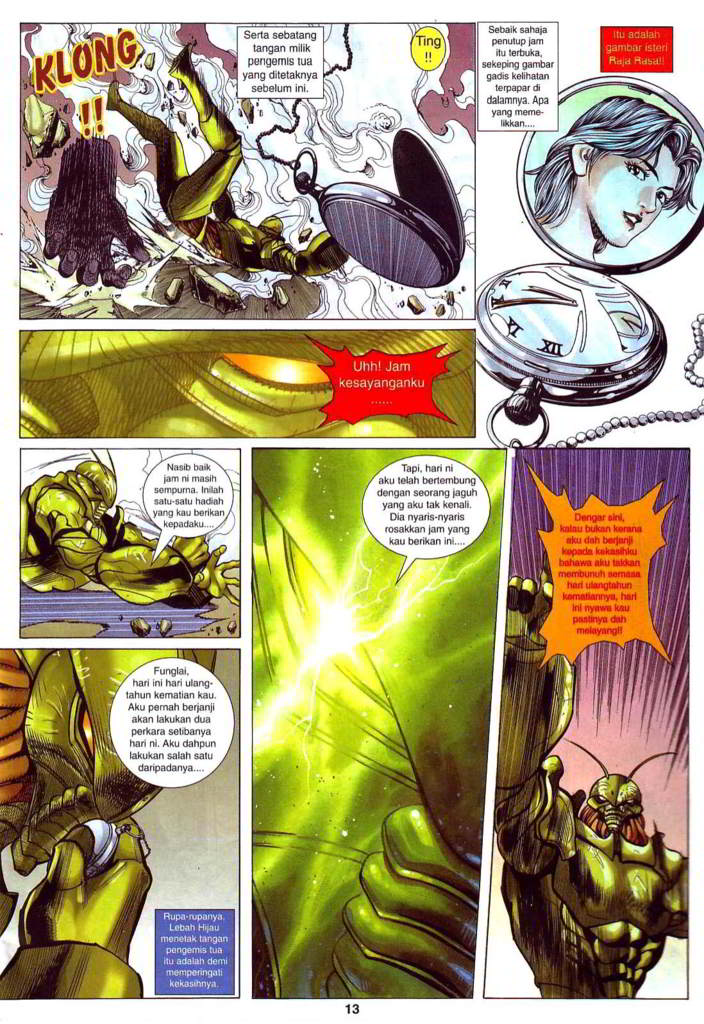 KLONG
!!
Serta sebatang
tangan milik
pengemis tua
yang ditetaknya
sebelum ini.
Ting
!!
Sebaik sahaja
penutup jam
itu terbuka,
sekeping gambar
gadis kelihatan
terpapar di
dalamnya. Apa
yang meme-
likkan....
Itu adalah
gambar isteri
Raja Rasa!!
XI
XII
Uhh! Jam
kesayanganku
......
Nasib baik
jam ni masih
sempurna. Inilah
satu-satu hadiah
yang kau berikan
kepadaku....
Funglai,
hari ini hari ulang-
tahun kematian kau.
Aku pernah berjanji
akan lakukan dua
perkara setibanya
hari ni. Aku dahpun
lakukan salah satu
daripadanya....
Rupa-rupanya,
Lebah Hijau
menetak tangan
pengemis tua
itu adalah demi
memperingati
kekasihnya.
Tapi, hari ni
aku telah bertembung
dengan seorang jaguh
yang aku tak kenali.
Dia nyaris-nyaris
rosakkan jam yang
kau berikan ini....
Dengar sini,
kalau bukan kerana
aku dah berjanji
kepada kekasihku
bahawa aku takkan
membunuh semasa
hari ulangtahun
kematiannya, hari
ini nyawa kau
pastinya dah
melayang!!
13